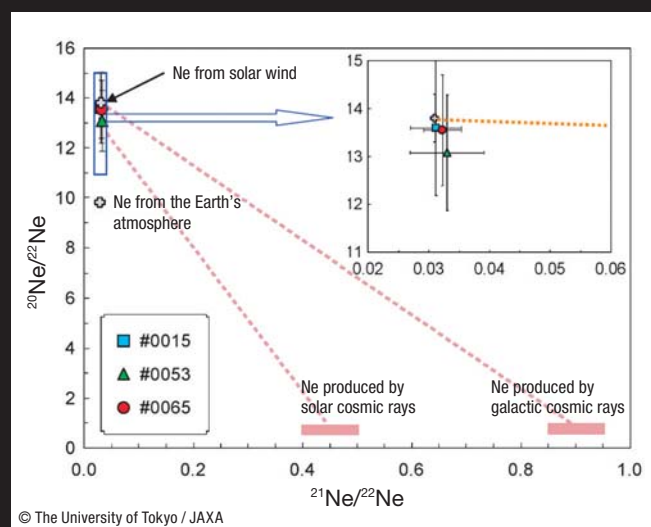 16
14
12
10
8
6
4
2
0
²⁰Ne/²²Ne
Ne from solar wind
Ne from the Earth's
atmosphere
#0015
#0053
#0065
15
14
13
12
11
0.02 0.03 0.04 0.05 0.06
Ne produced by
solar cosmic rays
Ne produced by
galactic cosmic rays
0.0 0.2 0.4 0.6 0.8 1.0
²¹Ne/²²Ne
© The University of Tokyo / JAXA